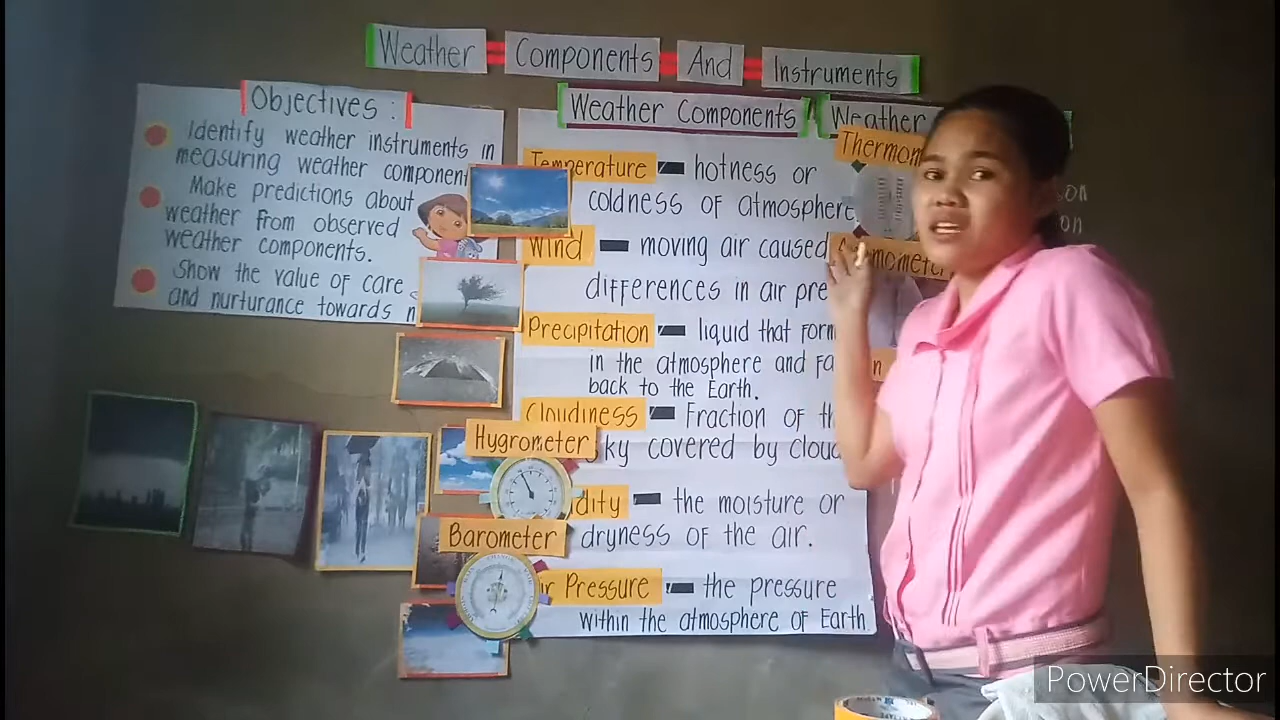 Weather Components And Instruments
Objectives :
Identify weather instruments in
measuring weather component
Make predictions about
weather from observed
weather components.
Show the value of care
and nurturance towards n
Weather Components
Temperature hotness or
coldness of atmosphere.
Wind moving air caused
differences in air pre
Precipitation liquid that form
in the atmosphere and fa
back to the Earth.
Cloudiness Fraction of th
sky covered by cloud
dity the moisture or
dryness of the air.
Air Pressure the pressure
within the atmosphere of Earth
Hygrometer
Barometer
Weather
Thermom
mometer
PowerDirector